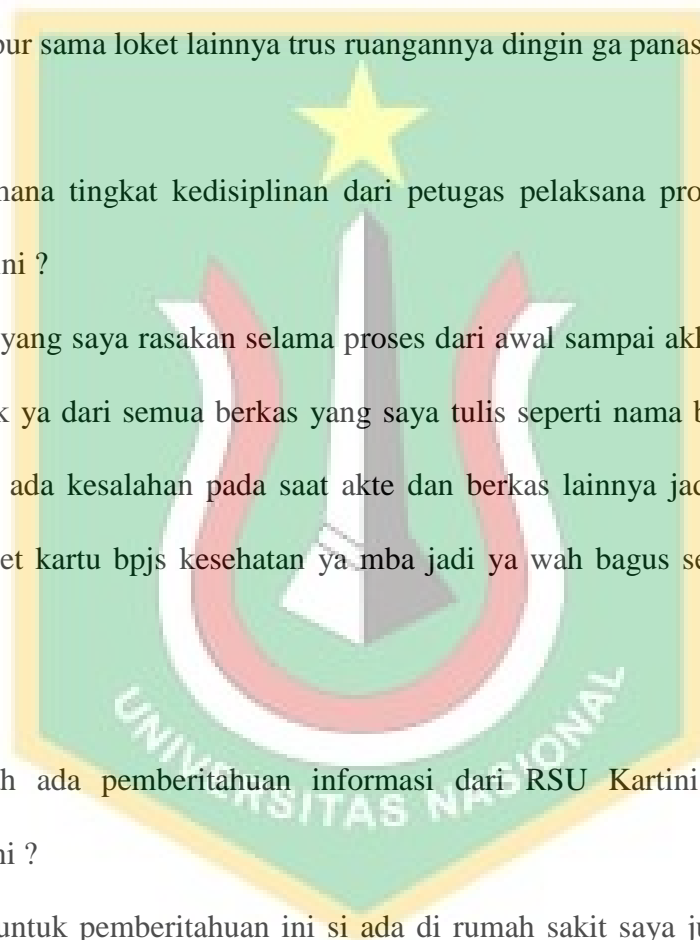 pur sama loket lainnya trus ruangannya dingin ga panas
mana tingkat kedisiplinan dari petugas pelaksana pro
ini ?
yang saya rasakan selama proses dari awal sampai akh
k ya dari semua berkas yang saya tulis seperti nama b
ada kesalahan pada saat akte dan berkas lainnya jad
et kartu bpjs kesehatan ya mba jadi ya wah bagus se
h ada pemberitahuan informasi dari RSU Kartini
ni ?
untuk pemberitahuan ini si ada di rumah sakit saya ju
UNIVERSITAS NASIONAL